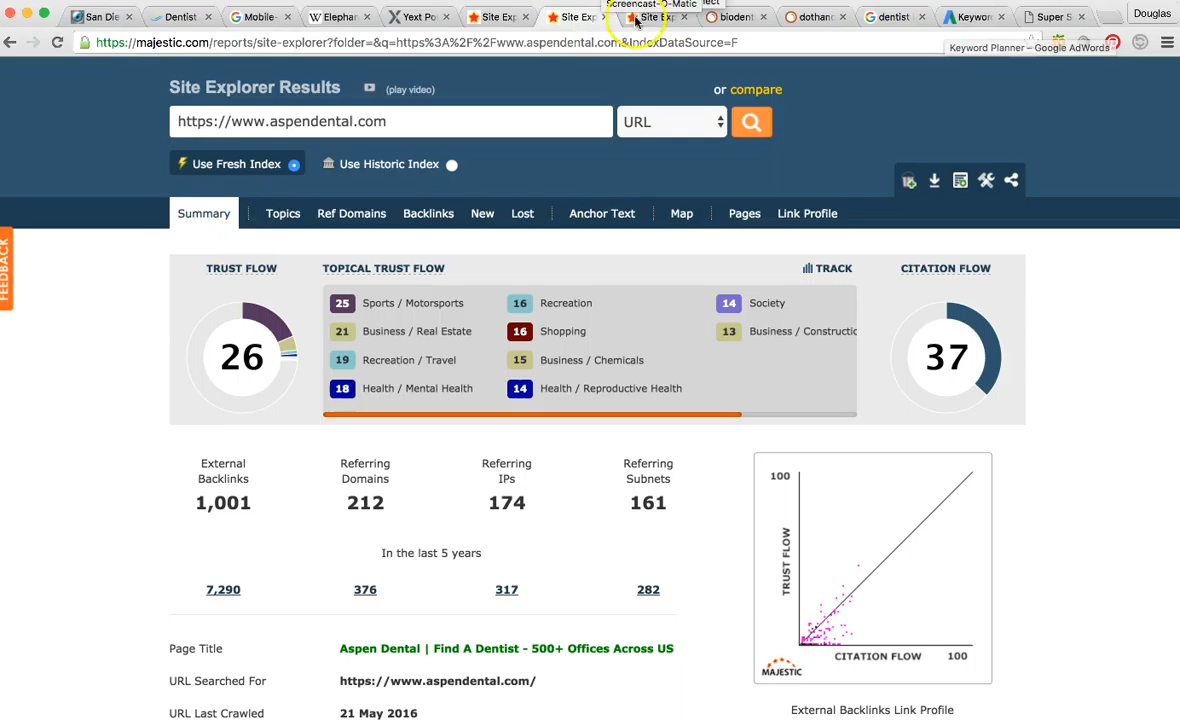 Screencast-O-Matic
San Die
Dentist
Mobile-
Elephan
Yext Po
Site Exp
Site Exp
Site Exp
bioden
dothan
dentist
Keywor
Super S
Douglas
https://majestic.com/reports/site-explorer?folder=&q=https%3A%2F%2Fwww.aspendental.com&IndexDataSource=F
Keyword Planner – Google AdWords
Site Explorer Results
(play video)
or compare
https://www.aspendental.com
URL
Use Fresh Index
Use Historic Index
Summary
Topics
Ref Domains
Backlinks
New
Lost
Anchor Text
Map
Pages
Link Profile
FEEDBACK
TRUST FLOW
TOPICAL TRUST FLOW
TRACK
CITATION FLOW
26
25 Sports / Motorsports
16 Recreation
14 Society
21 Business / Real Estate
16 Shopping
13 Business / Constructio
19 Recreation / Travel
15 Business / Chemicals
18 Health / Mental Health
14 Health / Reproductive Health
37
External Backlinks
Referring Domains
Referring IPs
Referring Subnets
1,001
212
174
161
In the last 5 years
7,290
376
317
282
100
TRUST FLOW
CITATION FLOW
100
MAJESTIC
External Backlinks Link Profile
Page Title
Aspen Dental | Find A Dentist - 500+ Offices Across US
URL Searched For
https://www.aspendental.com/
URL Last Crawled
21 May 2016